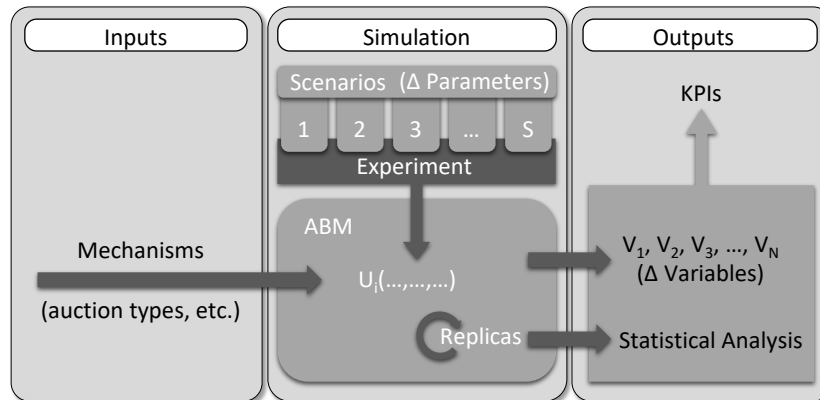 Inputs
Mechanisms
(auction types, etc.)
Simulation
Scenarios (Δ Parameters)
1 2 3 ... S
Experiment
ABM
Uᵢ(...,...,...)
Replicas
Outputs
KPIs
V₁, V₂, V₃, ..., V_N
(Δ Variables)
Statistical Analysis